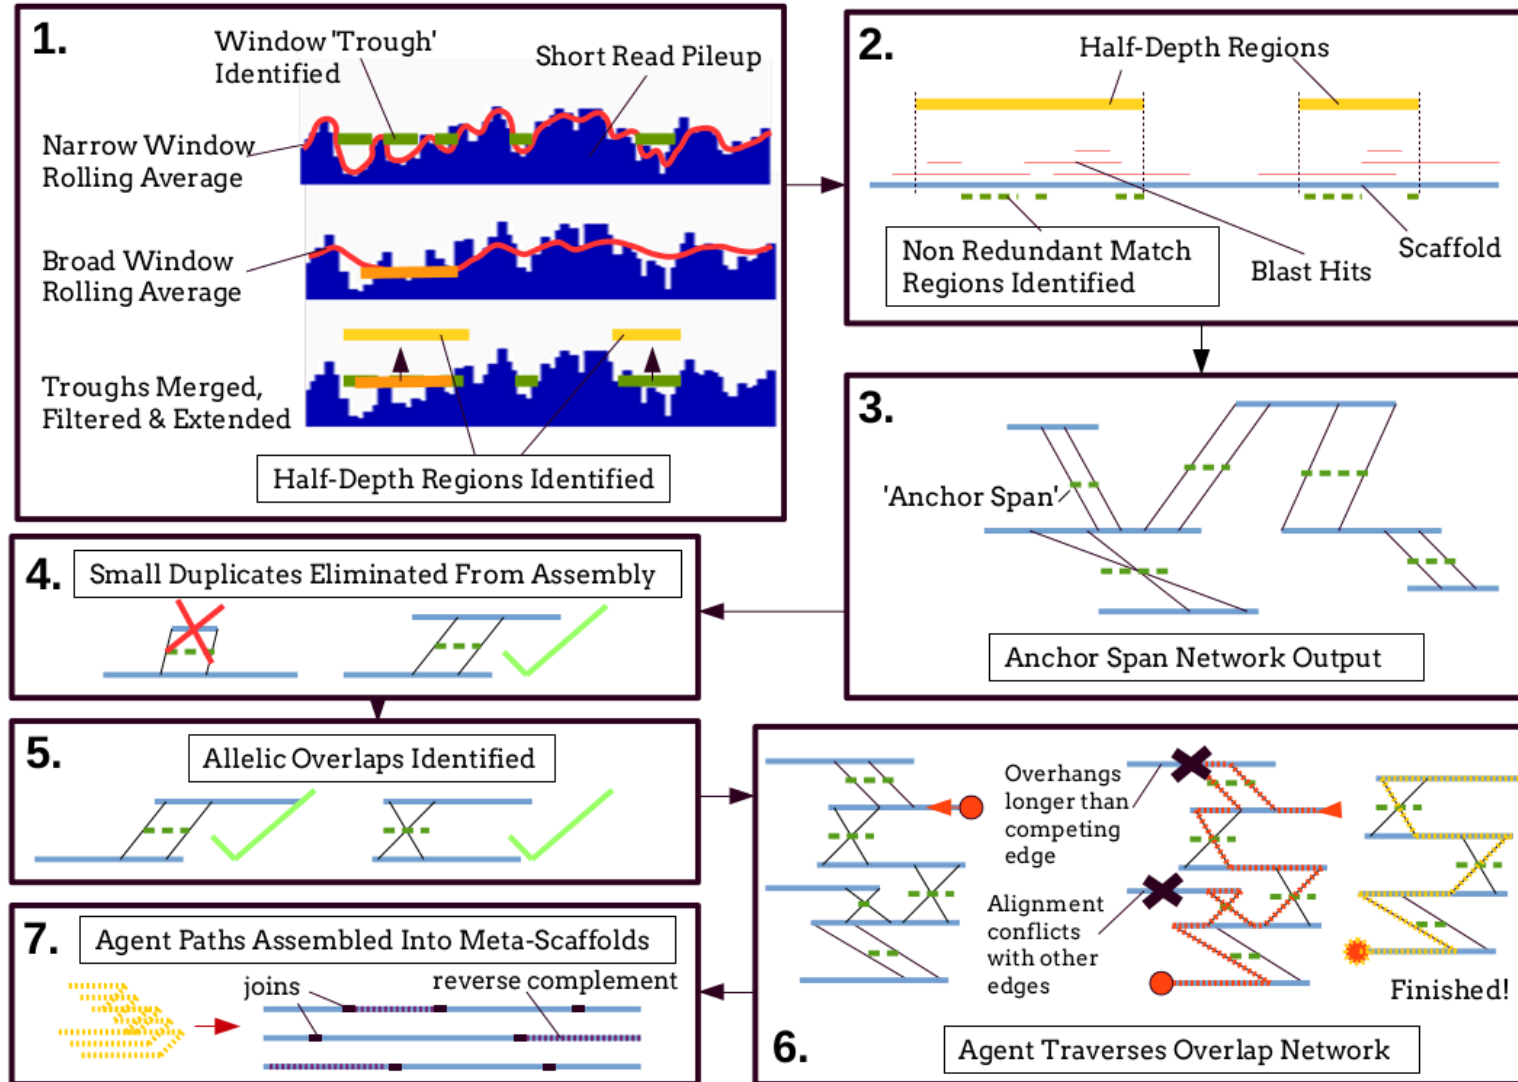 1.
Window 'Trough'
Identified
Short Read Pileup
Narrow Window
Rolling Average
Broad Window
Rolling Average
Troughs Merged,
Filtered & Extended
Half-Depth Regions Identified
2.
Half-Depth Regions
Non Redundant Match
Regions Identified
Blast Hits
Scaffold
3.
'Anchor Span'
Anchor Span Network Output
4.
Small Duplicates Eliminated From Assembly
5.
Allelic Overlaps Identified
Overhangs
longer than
competing
edge
Alignment
conflicts
with other
edges
Finished!
6.
Agent Traverses Overlap Network
7.
Agent Paths Assembled Into Meta-Scaffolds
joins
reverse complement